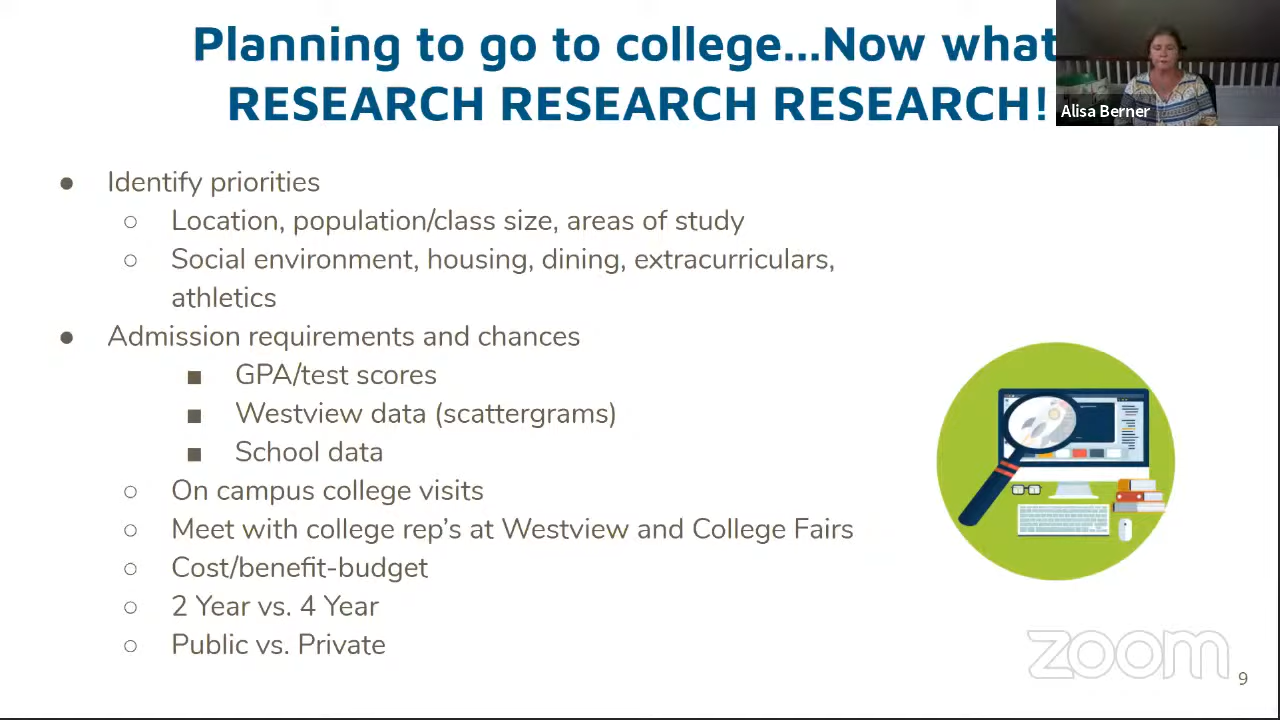 Planning to go to college...Now what
RESEARCH RESEARCH RESEARCH!
Alisa Berner
● Identify priorities
○ Location, population/class size, areas of study
○ Social environment, housing, dining, extracurriculars,
athletics
● Admission requirements and chances
■ GPA/test scores
■ Westview data (scattergrams)
■ School data
○ On campus college visits
○ Meet with college rep's at Westview and College Fairs
○ Cost/benefit-budget
○ 2 Year vs. 4 Year
○ Public vs. Private
zoom
9